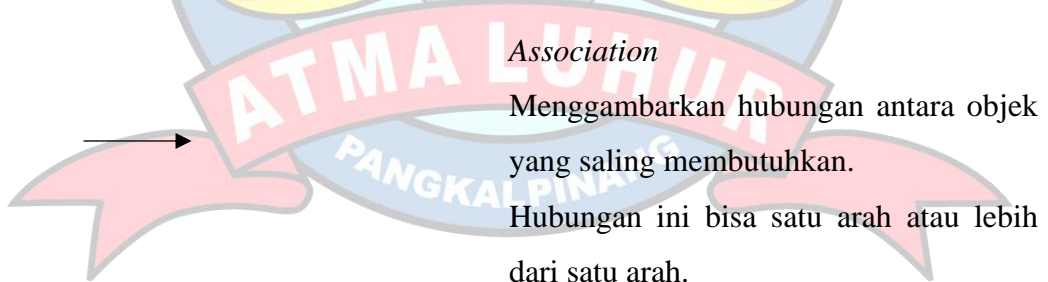 Association
ATMA LUHUR
Menggambarkan hubungan antara objek
yang saling membutuhkan.
PANGKALPINANG
Hubungan ini bisa satu arah atau lebih
dari satu arah.